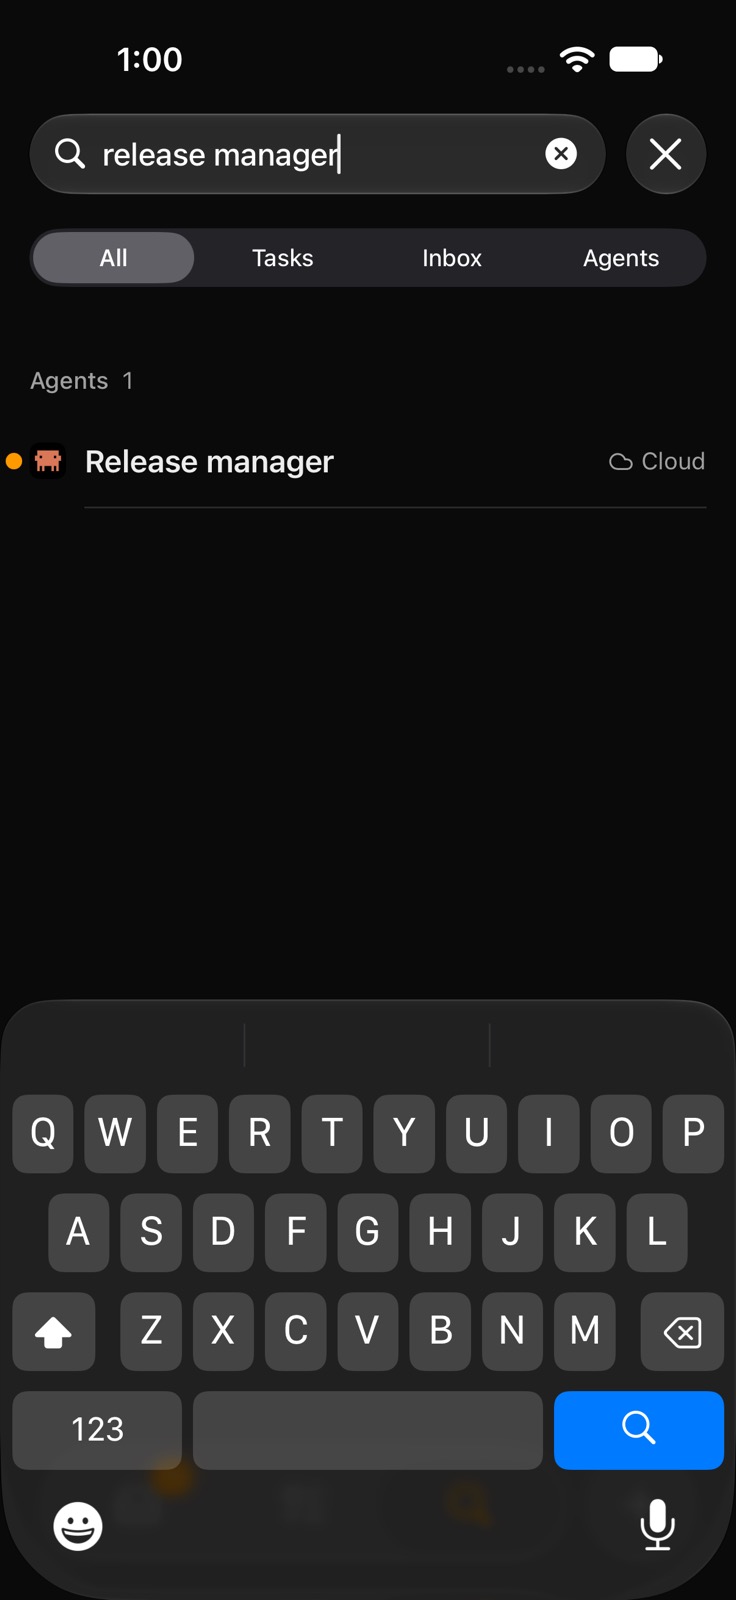 1:00
release manager
All Tasks Inbox Agents
Agents 1
Release manager Cloud
Q W E R T Y U I O P
A S D F G H J K L
Z X C V B N M
123